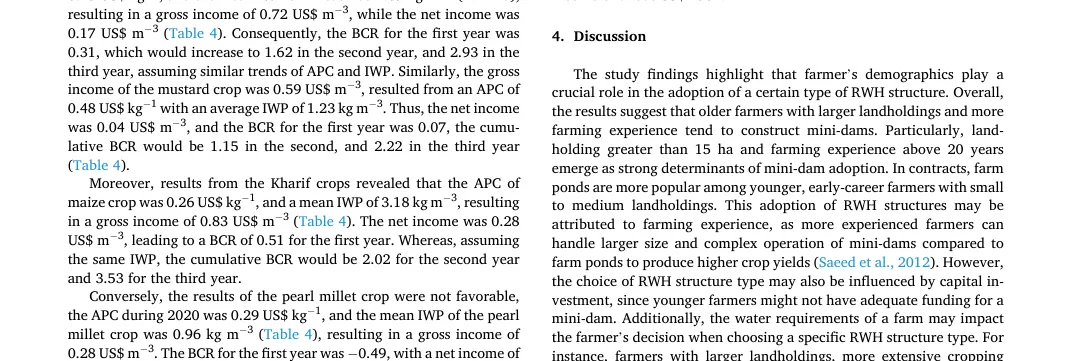 resulting in a gross income of 0.72 US$ m−3, while the net income was
0.17 US$ m−3 (Table 4). Consequently, the BCR for the first year was
0.31, which would increase to 1.62 in the second year, and 2.93 in the
third year, assuming similar trends of APC and IWP. Similarly, the gross
income of the mustard crop was 0.59 US$ m−3, resulted from an APC of
0.48 US$ kg−1 with an average IWP of 1.23 kg m−3. Thus, the net income
was 0.04 US$ m−3, and the BCR for the first year was 0.07, the cumu-
lative BCR would be 1.15 in the second, and 2.22 in the third year
(Table 4).
Moreover, results from the Kharif crops revealed that the APC of
maize crop was 0.26 US$ kg−1, and a mean IWP of 3.18 kg m−3, resulting
in a gross income of 0.83 US$ m−3 (Table 4). The net income was 0.28
US$ m−3, leading to a BCR of 0.51 for the first year. Whereas, assuming
the same IWP, the cumulative BCR would be 2.02 for the second year
and 3.53 for the third year.
Conversely, the results of the pearl millet crop were not favorable,
the APC during 2020 was 0.29 US$ kg−1, and the mean IWP of the pearl
millet crop was 0.96 kg m−3 (Table 4), resulting in a gross income of
0.28 US$ m−3. The BCR for the first year was −0.49, with a net income of
4. Discussion
The study findings highlight that farmer's demographics play a
crucial role in the adoption of a certain type of RWH structure. Overall,
the results suggest that older farmers with larger landholdings and more
farming experience tend to construct mini-dams. Particularly, land-
holding greater than 15 ha and farming experience above 20 years
emerge as strong determinants of mini-dam adoption. In contracts, farm
ponds are more popular among younger, early-career farmers with small
to medium landholdings. This adoption of RWH structures may be
attributed to farming experience, as more experienced farmers can
handle larger size and complex operation of mini-dams compared to
farm ponds to produce higher crop yields (Saeed et al., 2012). However,
the choice of RWH structure type may also be influenced by capital in-
vestment, since younger farmers might not have adequate funding for a
mini-dam. Additionally, the water requirements of a farm may impact
the farmer's decision when choosing a specific RWH structure type. For
instance, farmers with larger landholdings, more extensive cropping